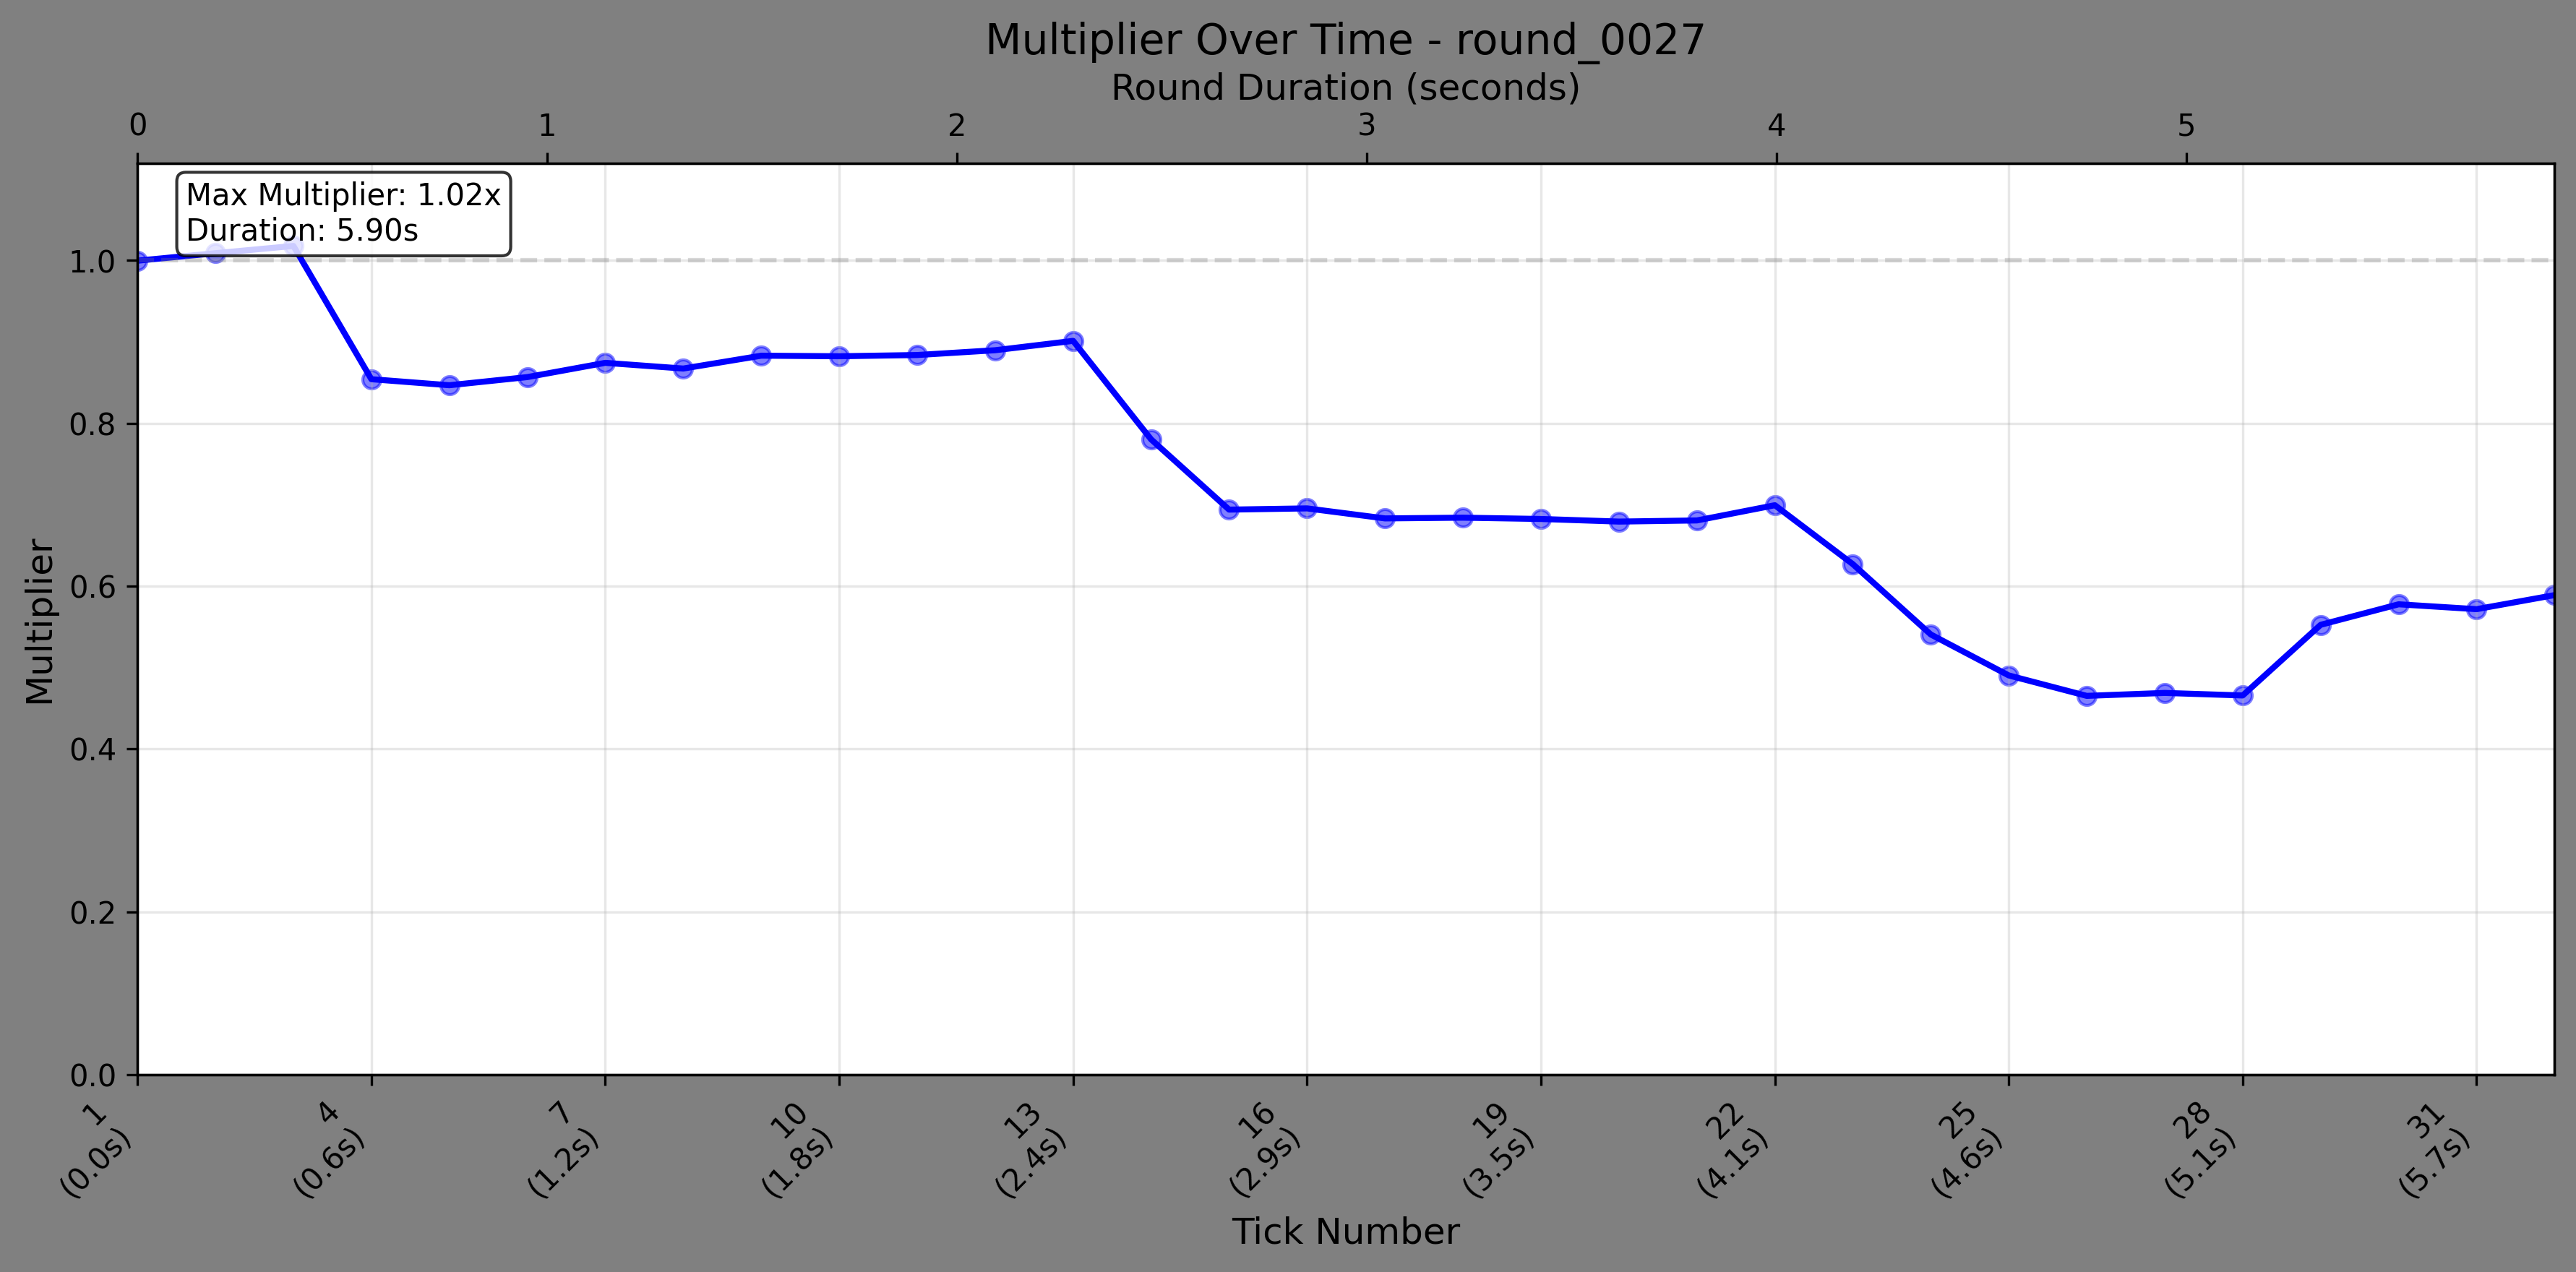 Multiplier Over Time - round_0027
Round Duration (seconds)
0 1 2 3 4 5
Max Multiplier: 1.02x
Duration: 5.90s
Multiplier
1.0
0.8
0.6
0.4
0.2
0.0
1 4 7 10 13 16 19 22 25 28 31
(0.0s) (0.6s) (1.2s) (1.8s) (2.4s) (2.9s) (3.5s) (4.1s) (4.6s) (5.1s) (5.7s)
Tick Number